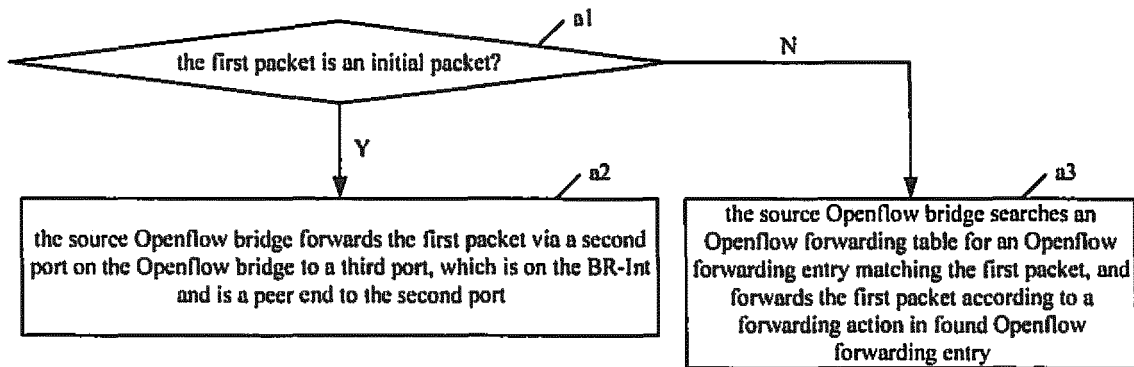 a1
the first packet is an initial packet?
N
Y
a2
the source Openflow bridge forwards the first packet via a second
port on the Openflow bridge to a third port, which is on the BR-Int
and is a peer end to the second port
a3
the source Openflow bridge searches an
Openflow forwarding table for an Openflow
forwarding entry matching the first packet, and
forwards the first packet according to a
forwarding action in found Openflow
forwarding entry